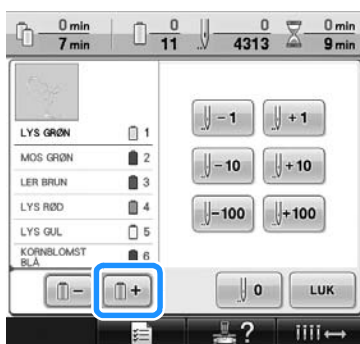 0 min 0 0 0 min
7 min 11 4313 9 min
LYS GRØN 1
MOS GRØN 2
LER BRUN 3
LYS RØD 4
LYS GUL 5
KORNBLOMST BLÅ 6
- 1 + 1
- 10 + 10
- 100 + 100
- + 0 LUK
?